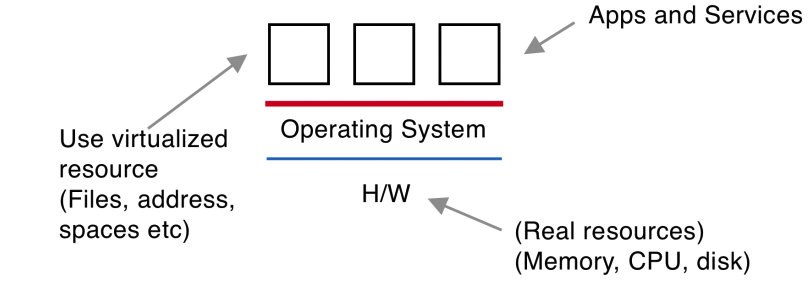 Apps and Services
Operating System
Use virtualized
resource
(Files, address,
spaces etc)
H/W
(Real resources)
(Memory, CPU, disk)